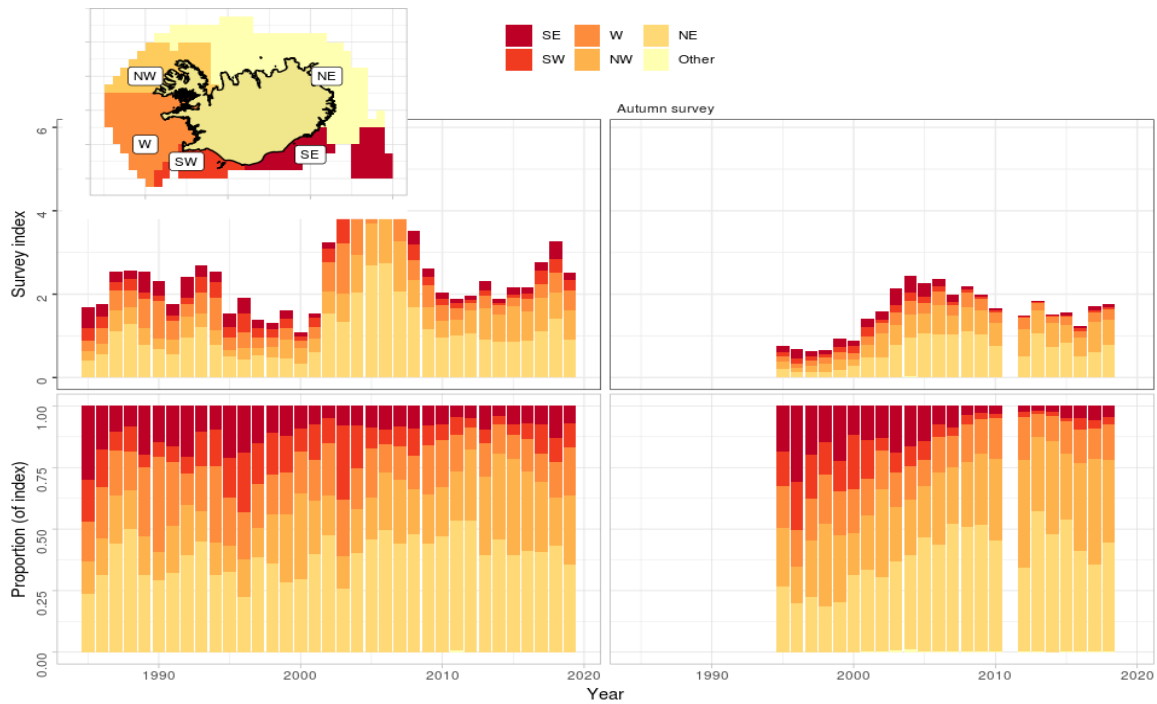 SE W NE
SW NW Other
NW NE
W SW SE
Autumn survey
Survey index
6
4
2
0
Proportion (of index)
1.00
0.75
0.50
0.25
0.00
1990 2000 2010 2020 1990 2000 2010 2020
Year